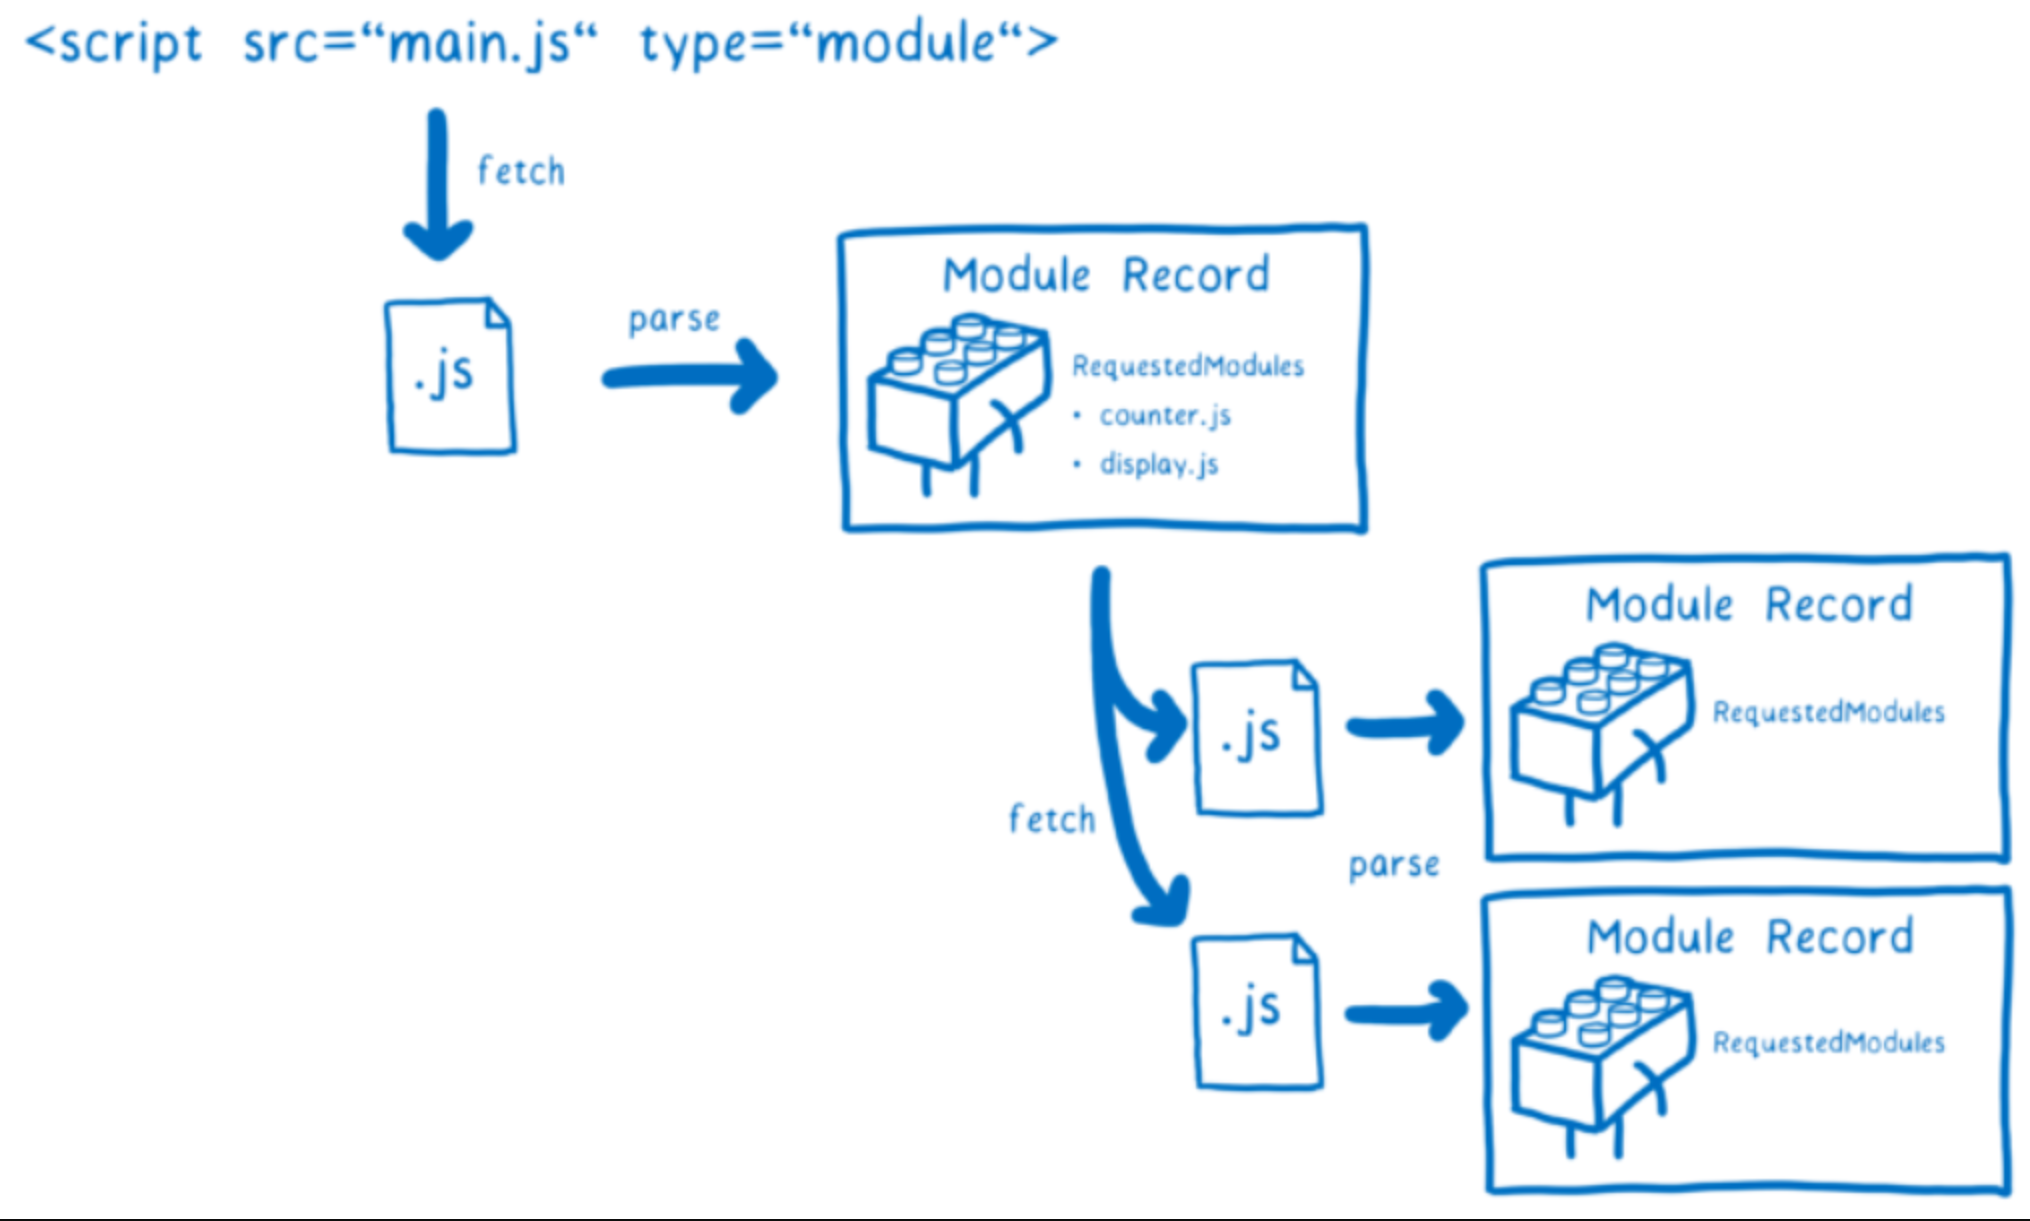 <script src=“main.js“ type=“module“>
fetch
.js
parse
Module Record
RequestedModules
• counter.js
• display.js
fetch
.js
Module Record
RequestedModules
parse
.js
Module Record
RequestedModules